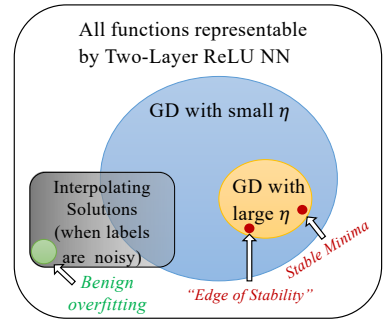 All functions representable
by Two-Layer ReLU NN
GD with small η
Interpolating
Solutions
(when labels
are noisy)
GD with
large η
Benign
overfitting
“Edge of Stability”
Stable Minima